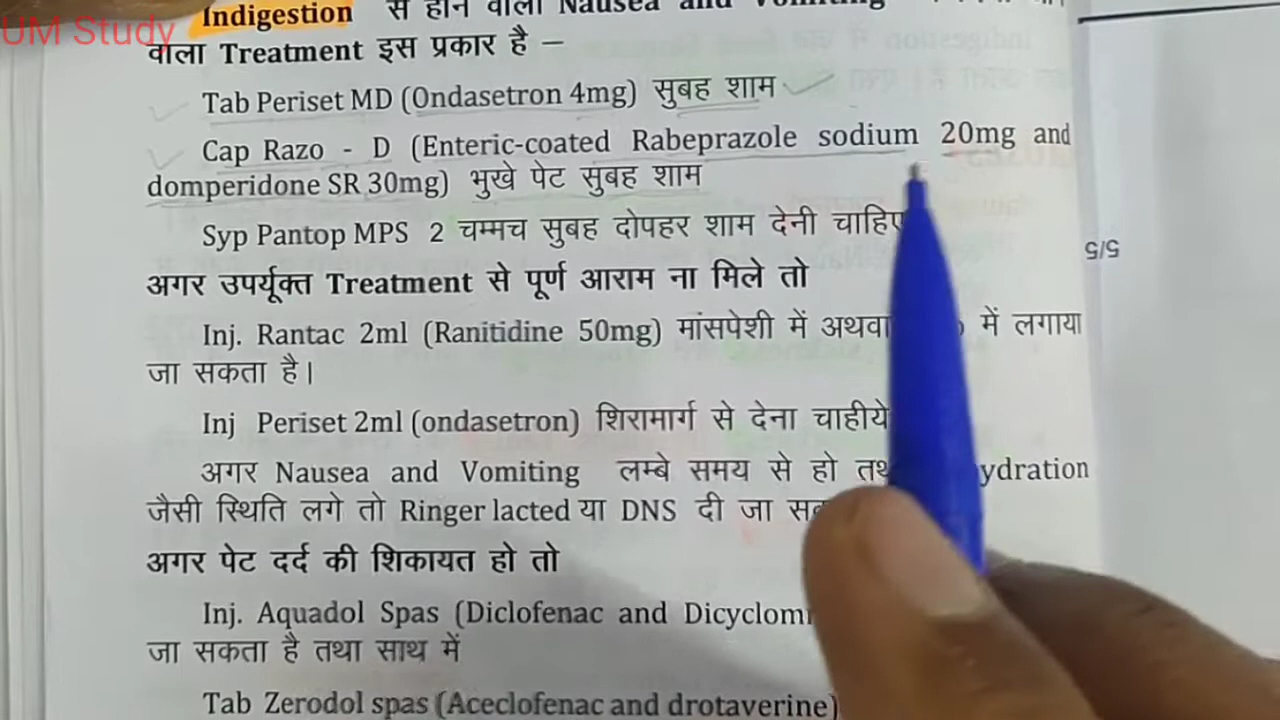 UM Study
Indigestion से होने वाली Nausea and Vomiting
वाला Treatment इस प्रकार है –
Tab Periset MD (Ondasetron 4mg) सुबह शाम
Cap Razo - D (Enteric-coated Rabeprazole sodium 20mg and
domperidone SR 30mg) भुखे पेट सुबह शाम
Syp Pantop MPS 2 चम्मच सुबह दोपहर शाम देनी चाहिए
अगर उपर्यूक्त Treatment से पूर्ण आराम ना मिले तो
Inj. Rantac 2ml (Ranitidine 50mg) मांसपेशी में अथवा में लगाया
जा सकता है।
Inj Periset 2ml (ondasetron) शिरामार्ग से देना चाहीये
अगर Nausea and Vomiting लम्बे समय से हो
जैसी स्थिति लगे तो Ringer lacted या DNS दी जा
अगर पेट दर्द की शिकायत हो तो
Inj. Aquadol Spas (Diclofenac and
जा सकता है तथा साथ में
Tab Zerodol spas (Aceclofenac and drotaverine)
5/5